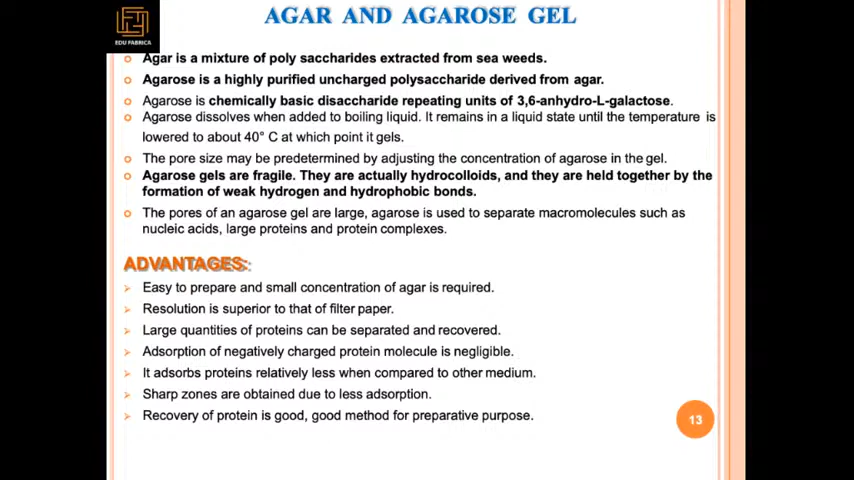 AGAR AND AGAROSE GEL
EDU FABRICA
Agar is a mixture of poly saccharides extracted from sea weeds.
Agarose is a highly purified uncharged polysaccharide derived from agar.
Agarose is chemically basic disaccharide repeating units of 3,6-anhydro-L-galactose.
Agarose dissolves when added to boiling liquid. It remains in a liquid state until the temperature is
lowered to about 40° C at which point it gels.
The pore size may be predetermined by adjusting the concentration of agarose in the gel.
Agarose gels are fragile. They are actually hydrocolloids, and they are held together by the
formation of weak hydrogen and hydrophobic bonds.
The pores of an agarose gel are large, agarose is used to separate macromolecules such as
nucleic acids, large proteins and protein complexes.
ADVANTAGES:
Easy to prepare and small concentration of agar is required.
Resolution is superior to that of filter paper.
Large quantities of proteins can be separated and recovered.
Adsorption of negatively charged protein molecule is negligible.
It adsorbs proteins relatively less when compared to other medium.
Sharp zones are obtained due to less adsorption.
Recovery of protein is good, good method for preparative purpose.
13